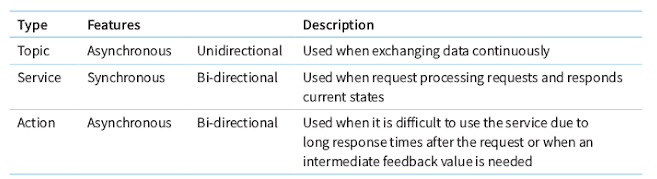 Type Features Description
Topic Asynchronous Unidirectional Used when exchanging data continuously
Service Synchronous Bi-directional Used when request processing requests and responds
current states
Action Asynchronous Bi-directional Used when it is difficult to use the service due to
long response times after the request or when an
intermediate feedback value is needed